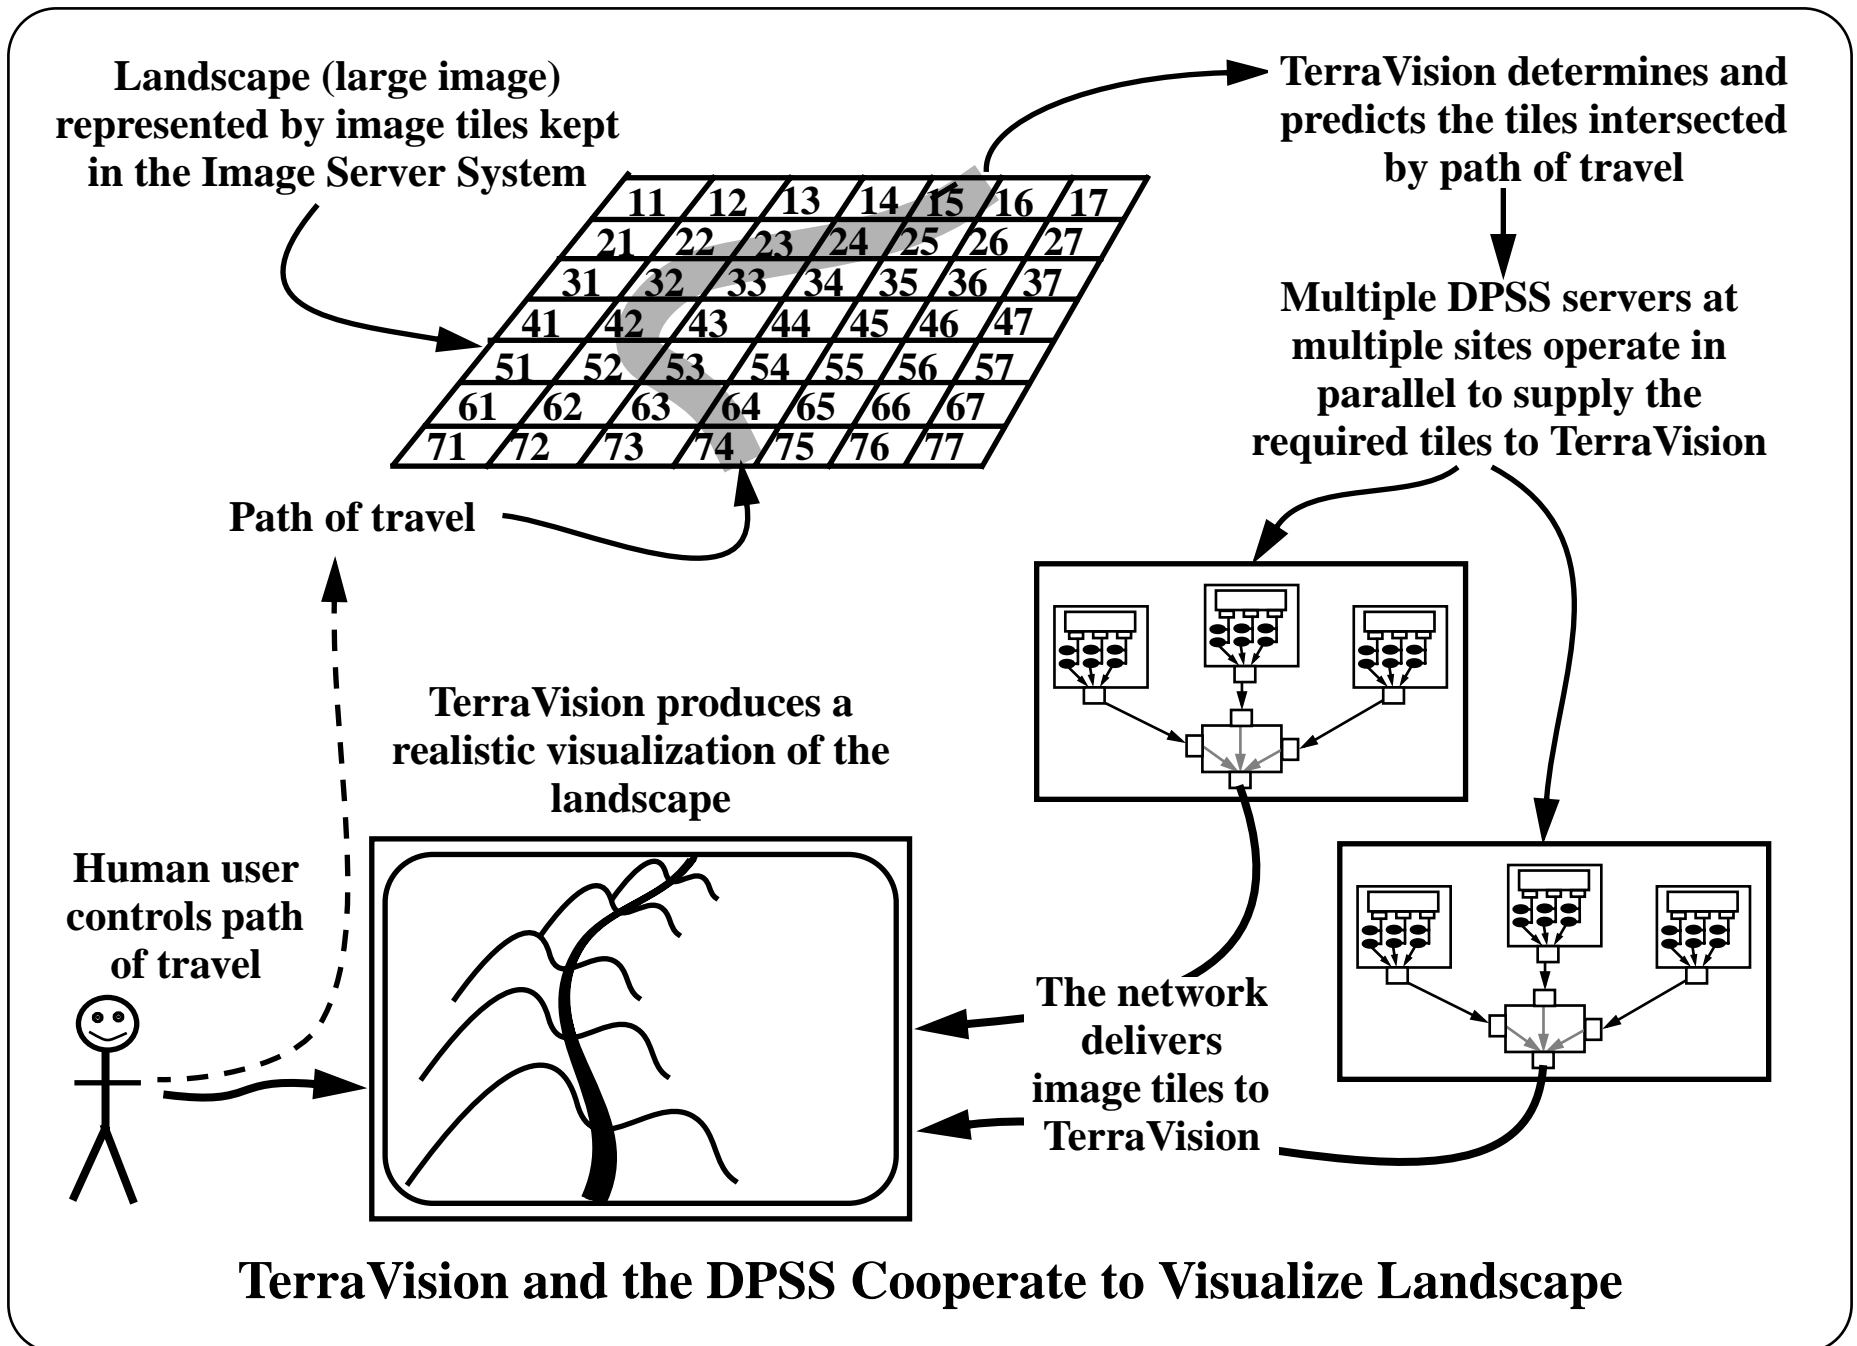 Landscape (large image)
represented by image tiles kept
in the Image Server System
TerraVision determines and
predicts the tiles intersected
by path of travel
11 12 13 14 15 16 17
21 22 23 24 25 26 27
31 32 33 34 35 36 37
41 42 43 44 45 46 47
51 52 53 54 55 56 57
61 62 63 64 65 66 67
71 72 73 74 75 76 77
Multiple DPSS servers at
multiple sites operate in
parallel to supply the
required tiles to TerraVision
Path of travel
TerraVision produces a
realistic visualization of the
landscape
Human user
controls path
of travel
The network
delivers
image tiles to
TerraVision
TerraVision and the DPSS Cooperate to Visualize Landscape